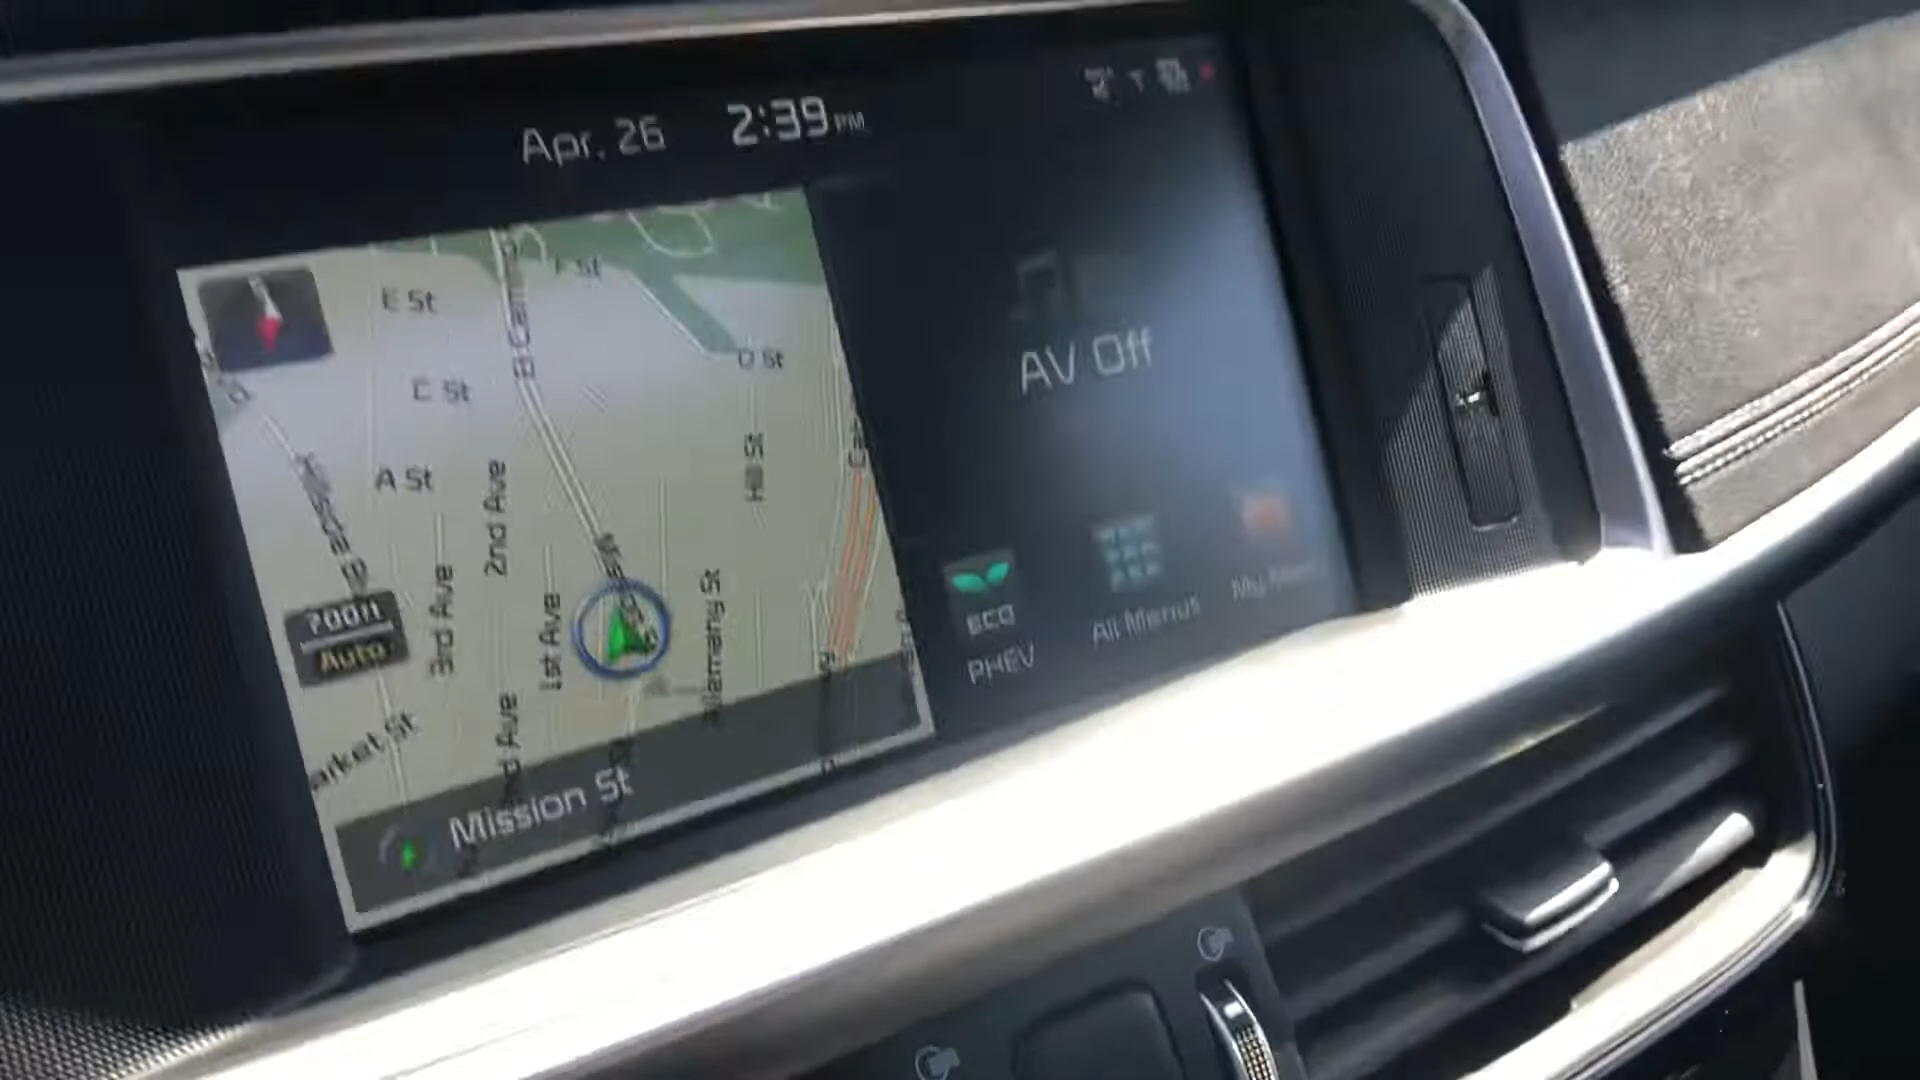 Apr. 26 2:39 PM
E St
F St
C St
D St
A St
2nd Ave
Hill St
3rd Ave
1st Ave
700ft
Auto
Mission St
AV Off
ECO
PHEV
All Menus